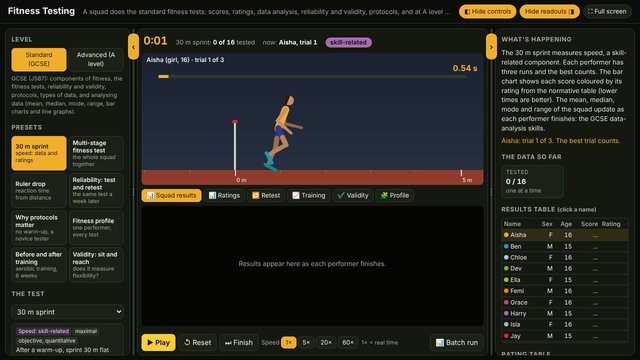 Fitness Testing
A squad does the standard fitness tests: scores, ratings, data analysis, reliability and validity, protocols, and at A level ...
Hide controls
Hide readouts
Full screen
LEVEL
Standard (GCSE)
Advanced (A level)
GCSE (J587): components of fitness, the fitness tests, reliability and validity, protocols, types of data, and analysing data (mean, median, mode, range, bar charts and line graphs).
PRESETS
30 m sprint
speed: data and ratings
Multi-stage fitness test
the whole squad together
Ruler drop
reaction time from distance
Reliability: test and retest
the same test a week later
Why protocols matter
no warm-up, a novice tester
Fitness profile
one performer, every test
Before and after training
aerobic training, 8 weeks
Validity: sit and reach
does it measure flexibility?
THE TEST
30 m sprint
Speed: skill-related
maximal
objective, quantitative
After a warm-up, sprint 30 m flat
0:01
30 m sprint: 0 of 16 tested
now: Aisha, trial 1
skill-related
Aisha (girl, 16) · trial 1 of 3
0.54 s
0 m
5 m
Squad results
Ratings
Retest
Training
Validity
Profile
Results appear here as each performer finishes.
Play
Reset
Finish
Speed
1×
5×
20×
60×
1× = real time
Batch run
WHAT'S HAPPENING
The 30 m sprint measures speed, a skill-related component. Each performer has three runs and the best counts. The bar chart shows each score coloured by its rating from the normative table (lower times are better). The mean, median, mode and range of the squad update as each performer finishes: the GCSE data-analysis skills.
Aisha: trial 1 of 3. The best trial counts.
THE DATA SO FAR
TESTED
0 / 16
one at a time
RESULTS TABLE (click a name)
Name Sex Age Score Rating
Aisha F 16 ...
Ben M 15 ...
Chloe F 16 ...
Dev M 16 ...
Ella F 15 ...
Femi M 16 ...
Grace F 16 ...
Harry M 15 ...
Isla F 16 ...
Jay M 15 ...